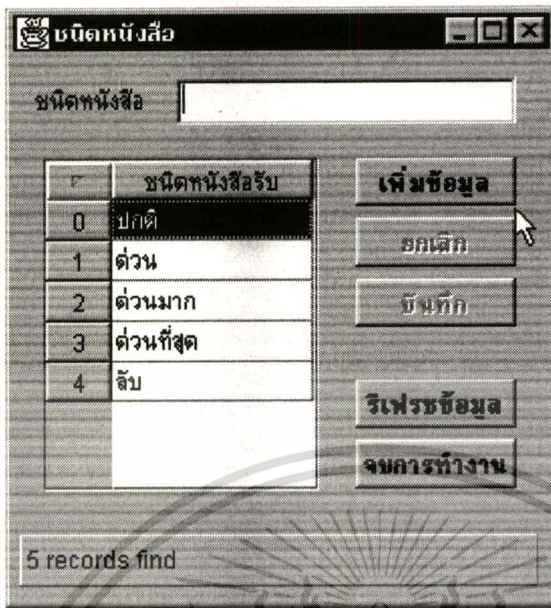 ชนิดหนังสือ
ชนิดหนังสือ
ชนิดหนังสือรับ
0 ปกติ
1 ด่วน
2 ด่วนมาก
3 ด่วนที่สุด
4 ลับ
เพิ่มข้อมูล
ยกเลิก
บันทึก
รีเฟรชข้อมูล
จบการทำงาน
5 records find